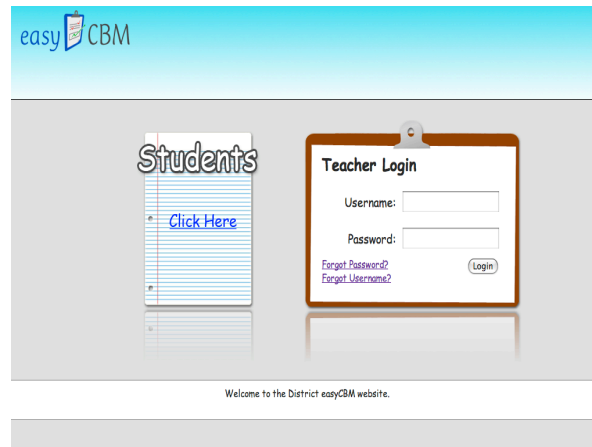 easy CBM
Students
Click Here
Teacher Login
Username:
Password:
Forgot Password?
Login
Forgot Username?
Welcome to the District easyCBM website.